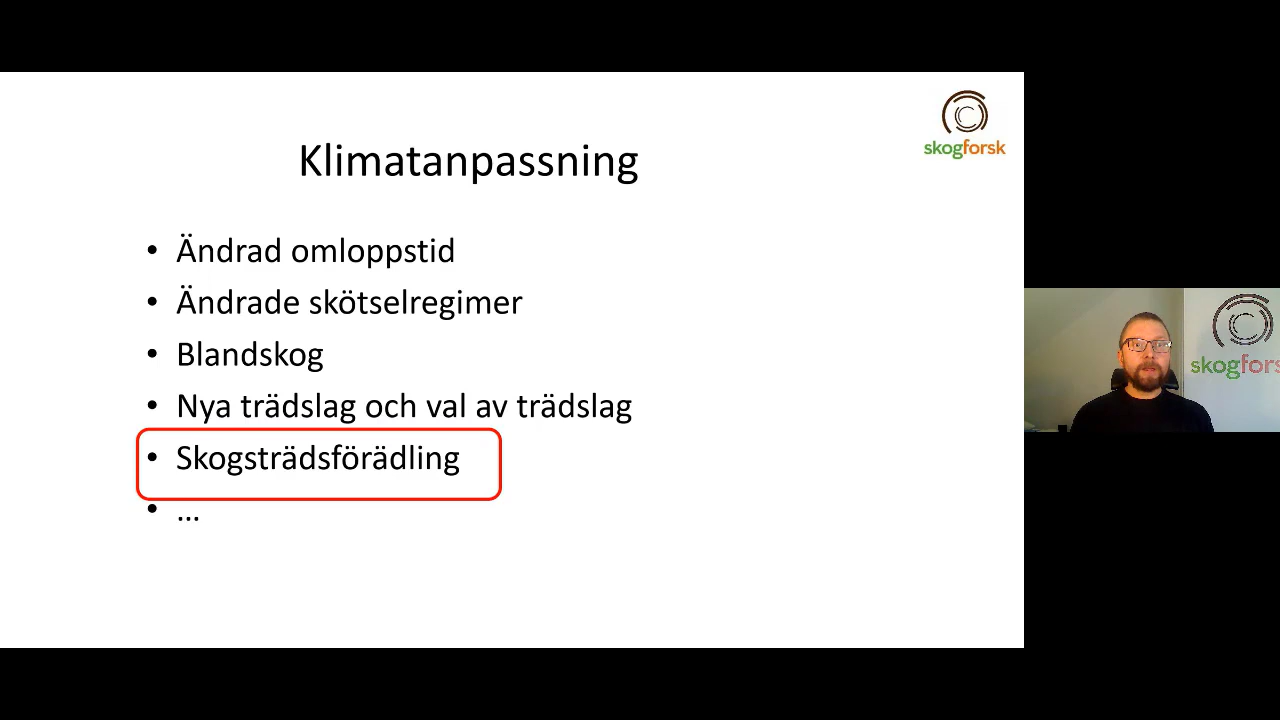 skogforsk
Klimatanpassning
• Ändrad omloppstid
• Ändrade skötselregimer
• Blandskog
• Nya trädslag och val av trädslag
• Skogsträdsförädling
• ...
skogfors